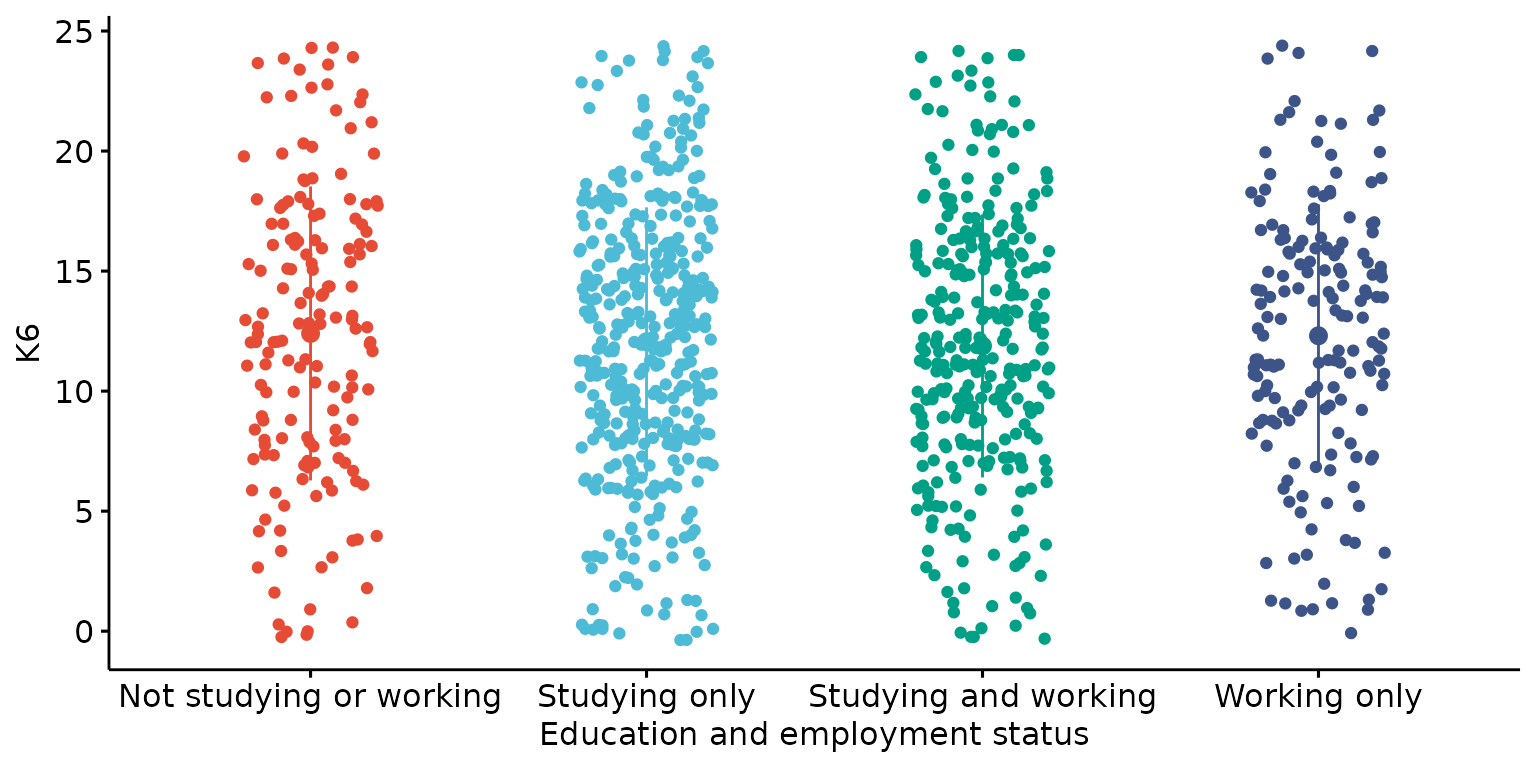 25
20
15
10
5
0
K6
Not studying or working
Studying only
Studying and working
Working only
Education and employment status